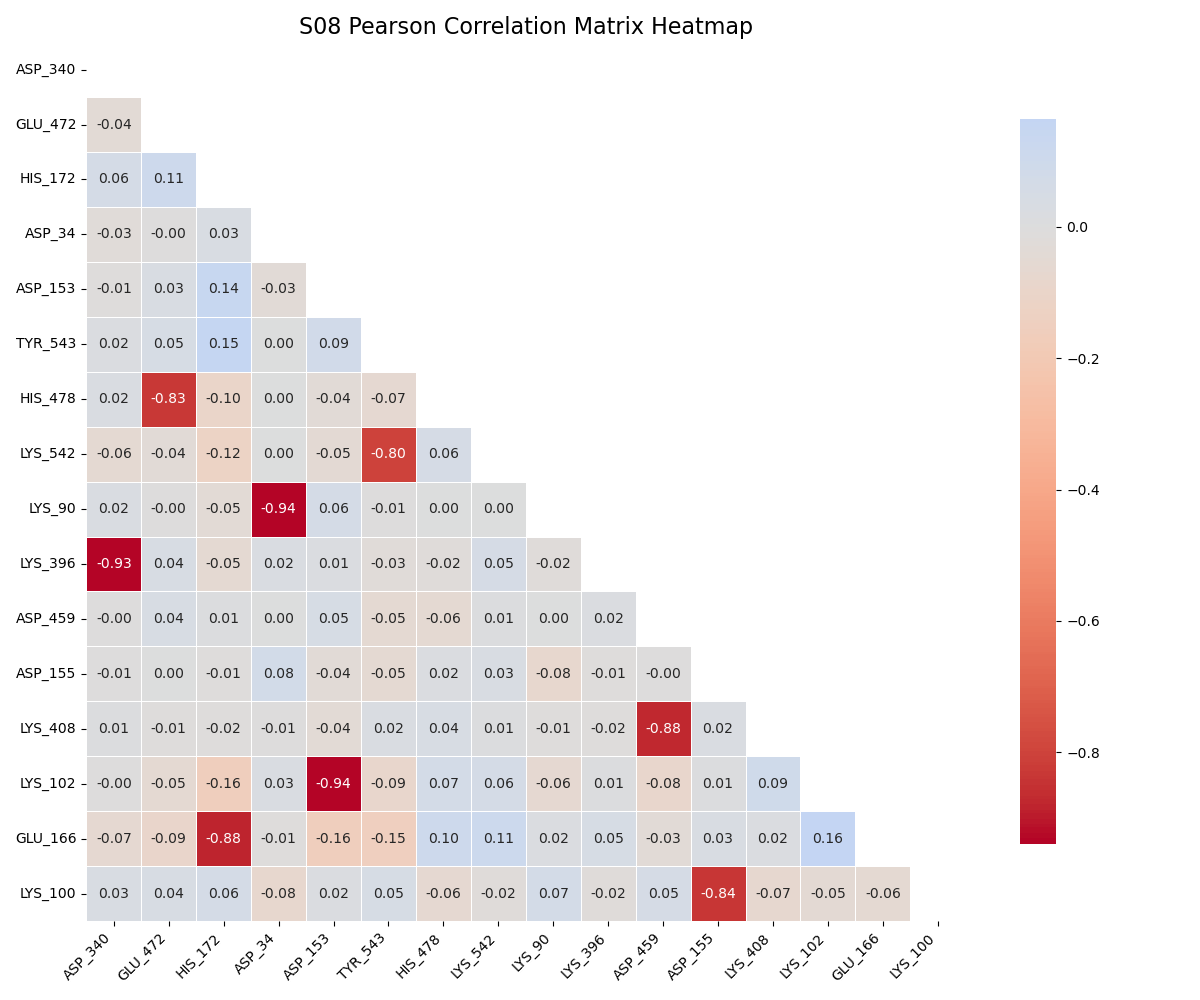 S08 Pearson Correlation Matrix Heatmap
ASP_340
GLU_472 -0.04
HIS_172 0.06 0.11
ASP_34 -0.03 -0.00 0.03
ASP_153 -0.01 0.03 0.14 -0.03
TYR_543 0.02 0.05 0.15 0.00 0.09
HIS_478 0.02 -0.83 -0.10 0.00 -0.04 -0.07
LYS_542 -0.06 -0.04 -0.12 0.00 -0.05 -0.80 0.06
LYS_90 0.02 -0.00 -0.05 -0.94 0.06 -0.01 0.00 0.00
LYS_396 -0.93 0.04 -0.05 0.02 0.01 -0.03 -0.02 0.05 -0.02
ASP_459 -0.00 0.04 0.01 0.00 0.05 -0.05 -0.06 0.01 0.00 0.02
ASP_155 -0.01 0.00 -0.01 0.08 -0.04 -0.05 0.02 0.03 -0.08 -0.01 -0.00
LYS_408 0.01 -0.01 -0.02 -0.01 -0.04 0.02 0.04 0.01 -0.01 -0.02 -0.88 0.02
LYS_102 -0.00 -0.05 -0.16 0.03 -0.94 -0.09 0.07 0.06 -0.06 0.01 -0.08 0.01 0.09
GLU_166 -0.07 -0.09 -0.88 -0.01 -0.16 -0.15 0.10 0.11 0.02 0.05 -0.03 0.03 0.02 0.16
LYS_100 0.03 0.04 0.06 -0.08 0.02 0.05 -0.06 -0.02 0.07 -0.02 0.05 -0.84 -0.07 -0.05 -0.06
ASP_340 GLU_472 HIS_172 ASP_34 ASP_153 TYR_543 HIS_478 LYS_542 LYS_90 LYS_396 ASP_459 ASP_155 LYS_408 LYS_102 GLU_166 LYS_100
0.0
−0.2
−0.4
−0.6
−0.8